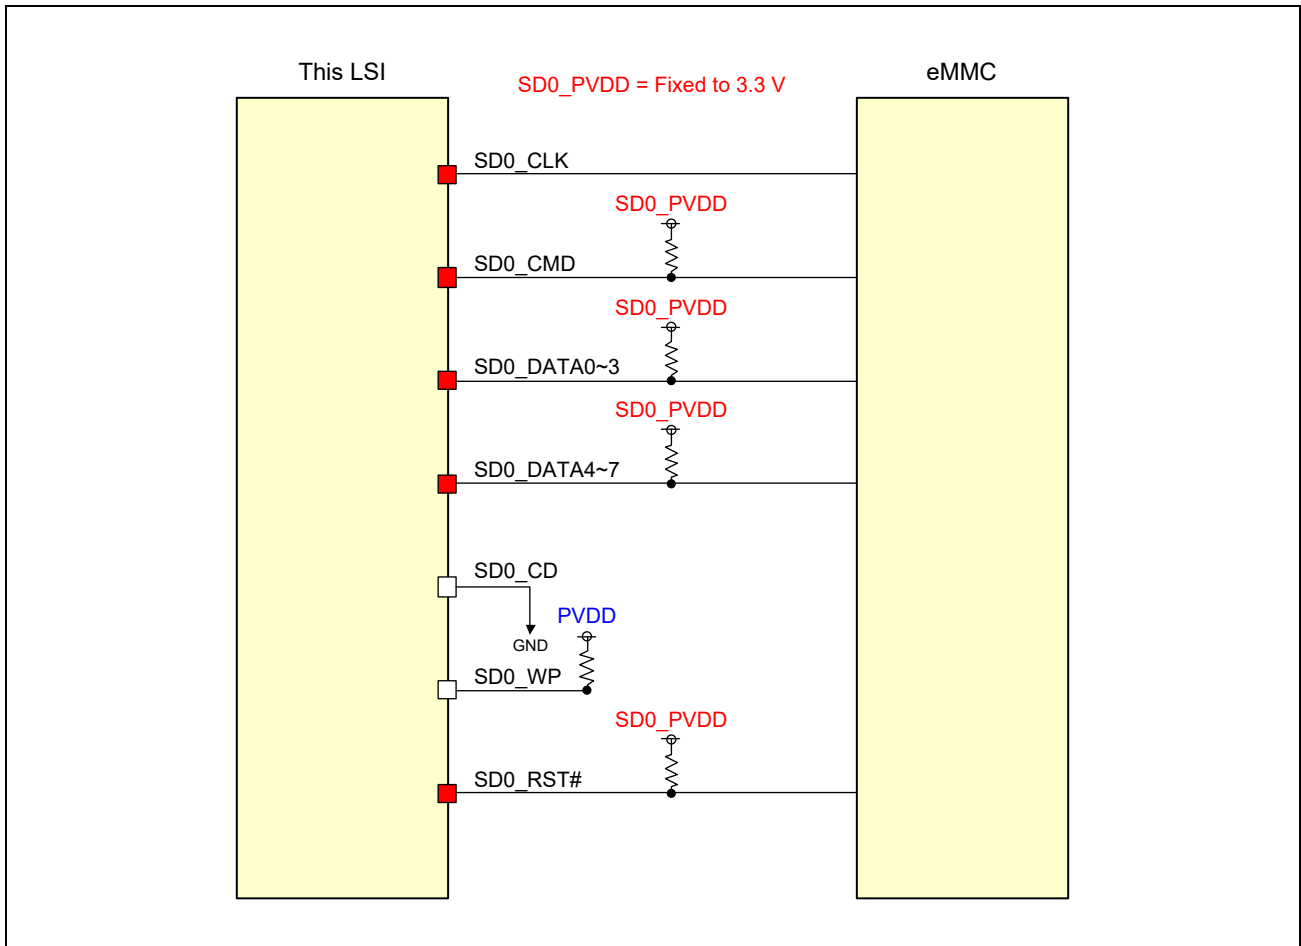 This LSI
SD0_PVDD = Fixed to 3.3 V
eMMC
SD0_CLK
SD0_PVDD
SD0_CMD
SD0_PVDD
SD0_DATA0~3
SD0_PVDD
SD0_DATA4~7
SD0_CD
PVDD
GND
SD0_WP
SD0_PVDD
SD0_RST#